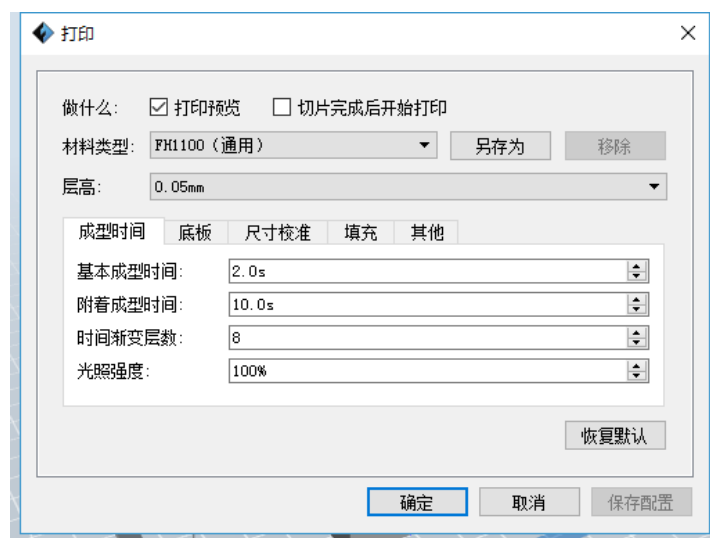 打印
做什么: 打印预览 切片完成后开始打印
材料类型: FH1100（通用） 另存为 移除
层高: 0.05mm
成型时间 底板 尺寸校准 填充 其他
基本成型时间: 2.0s
附着成型时间: 10.0s
时间渐变层数: 8
光照强度: 100%
恢复默认
确定 取消 保存配置